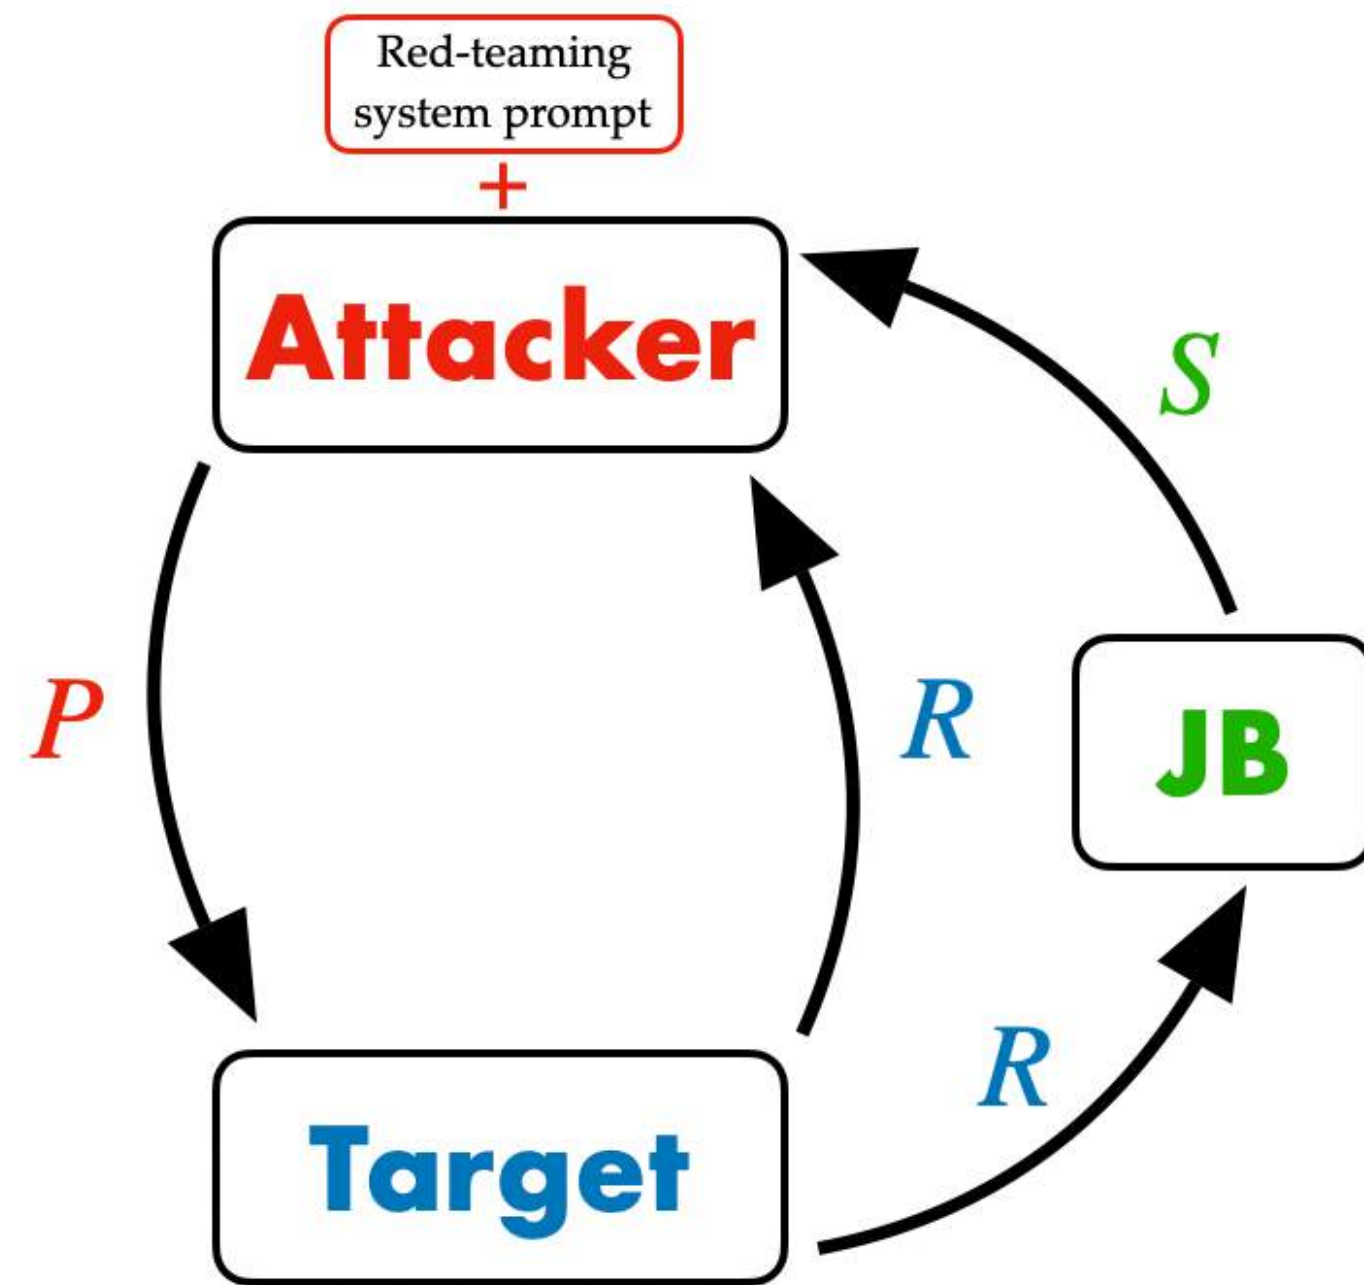 Red-teaming
system prompt
+
Attacker
S
P
R
JB
R
Target